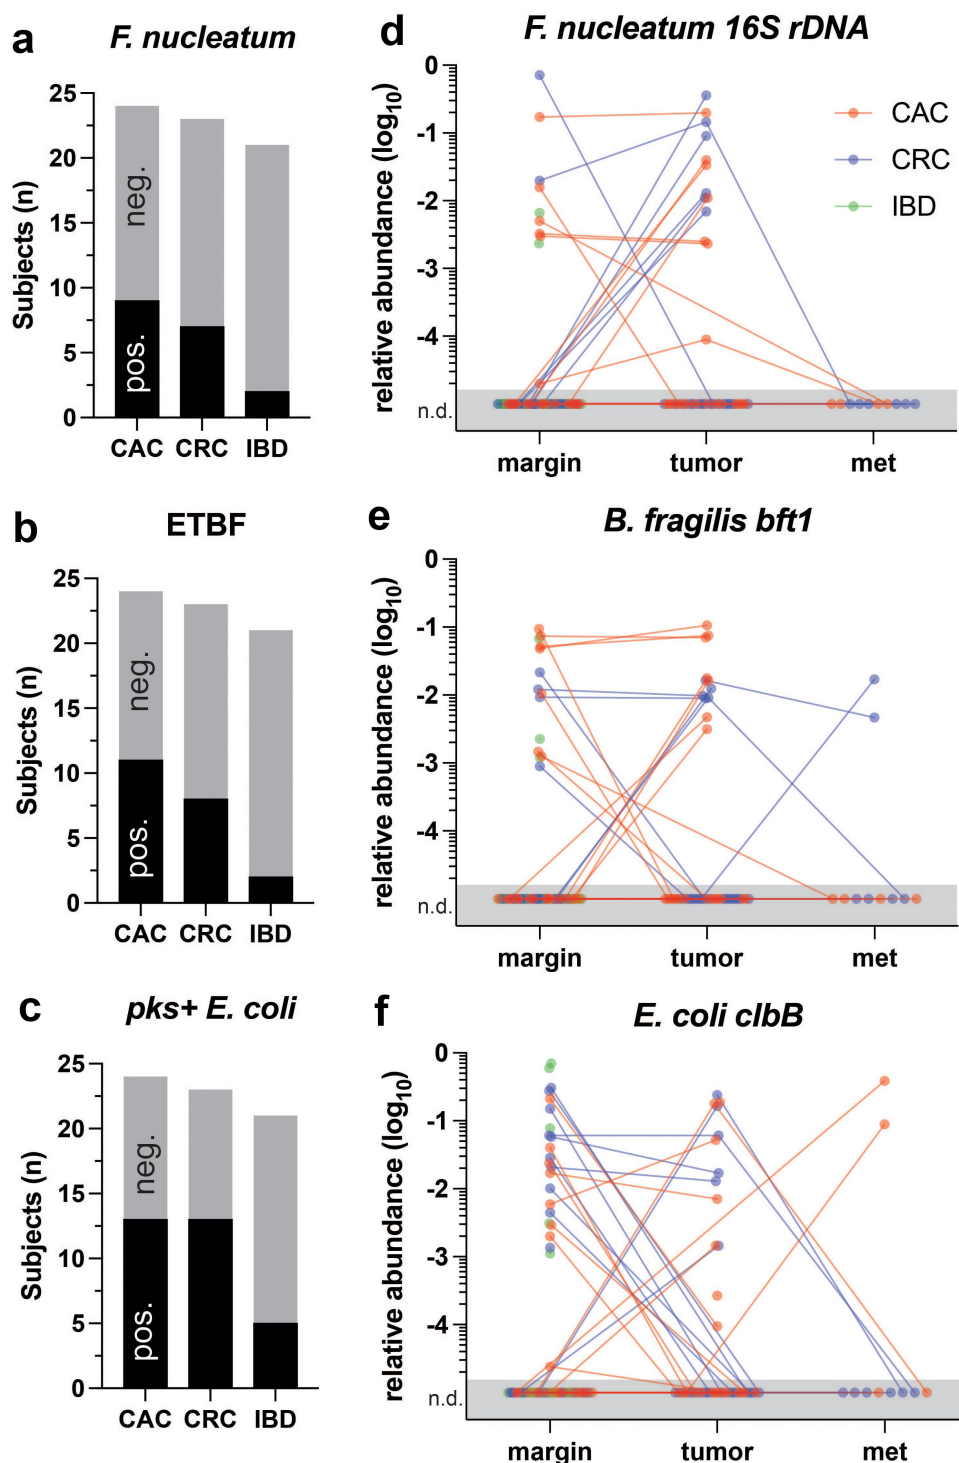 a
F. nucleatum
Subjects (n)
25
20
15
10
5
0
neg.
pos.
CAC CRC IBD
d
F. nucleatum 16S rDNA
relative abundance (log10)
0
-1
-2
-3
-4
n.d.
CAC
CRC
IBD
margin tumor met
b
ETBF
Subjects (n)
25
20
15
10
5
0
neg.
pos.
CAC CRC IBD
e
B. fragilis bft1
relative abundance (log10)
0
-1
-2
-3
-4
n.d.
margin tumor met
c
pks+ E. coli
Subjects (n)
25
20
15
10
5
0
neg.
pos.
CAC CRC IBD
f
E. coli clbB
relative abundance (log10)
0
-1
-2
-3
-4
n.d.
margin tumor met